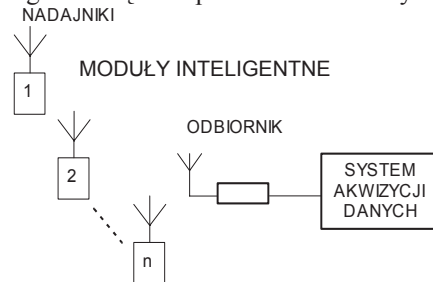 NADAJNIKI
MODUŁY INTELIGENTNE
1
ODBIORNIK
2
SYSTEM
AKWIZYCJI
DANYCH
n